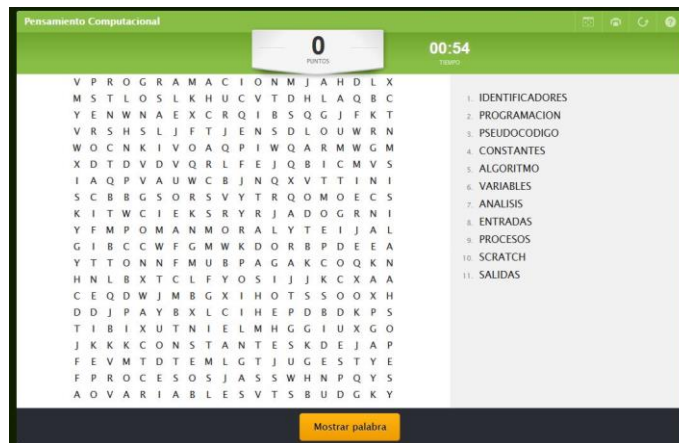 Pensamiento Computacional
0
PUNTOS
00:54
TIEMPO
V P R O G R A M A C I O N M J A H D L X
M S T L O S L K H U C V T D H L A Q B C
Y E N W N A E X C R Q I B S Q G J F K T
V R S H S L J F T J E N S D L O U W R N
W O C N K I V O A Q P I W Q A R M W G M
X D T D V D V Q R L F E J Q B I C M V S
I A Q P V A U W C B J N Q X V T T I N I
S C B B G S O R S V Y T R Q O M O E C S
K I T W C I E K S R Y R J A D O G R N I
Y F M P O M A N M O R A L Y T E I J A L
G I B C C W F G M W K D O R B P D E E A
Y T T O N N F M U B P A G A K C O Q K N
H N L B X T C L F Y O S I J J K C X A A
C E Q D W J M B G X I H O T S S O O X H
D D J P A Y B X L C I H E P D B D K P S
T I B I X U T N I E L M H G G I U X G O
J K K K C O N S T A N T E S K D E J A P
F E V M T D T E M L G T J U G E S T Y E
F P R O C E S O S J A S S W H N P Q Y S
A O V A R I A B L E S V T S B U D G K Y
1. IDENTIFICADORES
2. PROGRAMACION
3. PSEUDOCODIGO
4. CONSTANTES
5. ALGORITMO
6. VARIABLES
7. ANALISIS
8. ENTRADAS
9. PROCESOS
10. SCRATCH
11. SALIDAS
Mostrar palabra